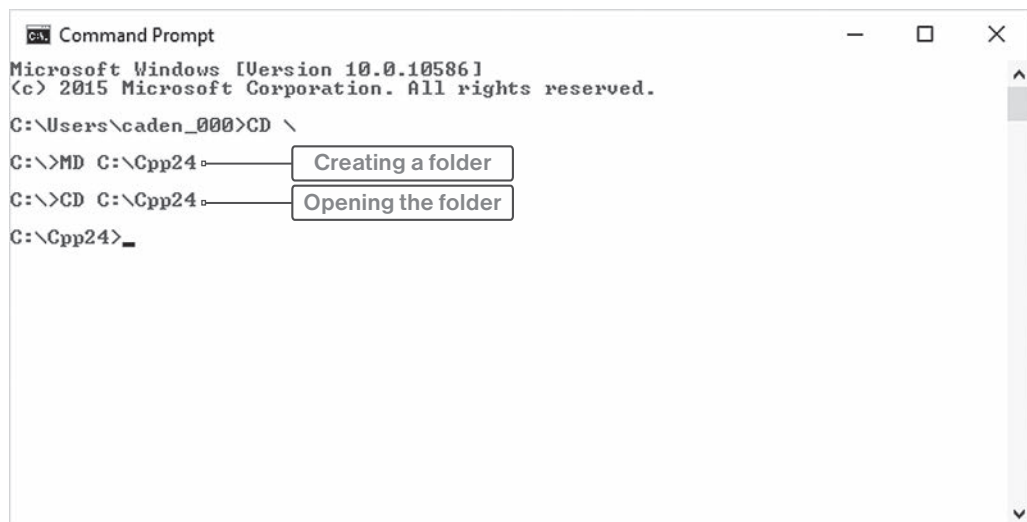 Command Prompt
Microsoft Windows [Version 10.0.10586]
(c) 2015 Microsoft Corporation. All rights reserved.
C:\Users\caden_000>CD \
C:\>MD C:\Cpp24 Creating a folder
C:\>CD C:\Cpp24 Opening the folder
C:\Cpp24>_